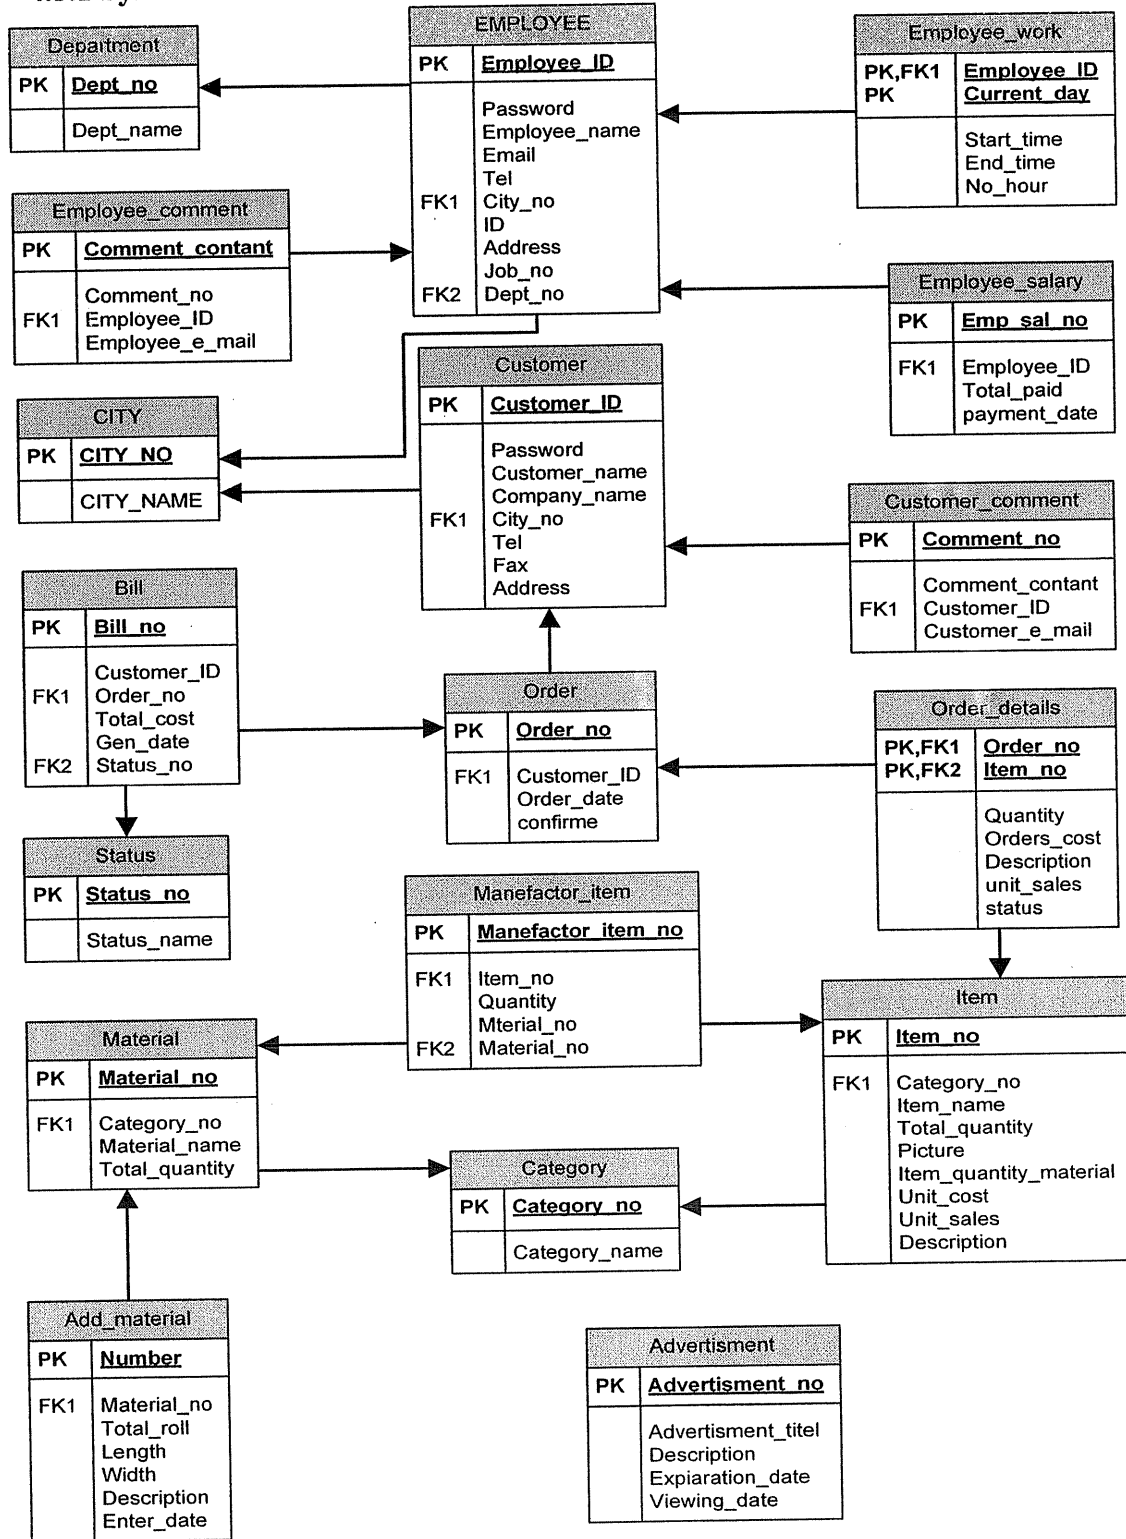 Department
PK Dept_no
Dept_name
EMPLOYEE
PK Employee_ID
Password
Employee_name
Email
Tel
FK1 City_no
ID
Address
Job_no
FK2 Dept_no
Employee_work
PK,FK1 Employee_ID
PK Current_day
Start_time
End_time
No_hour
Employee_comment
PK Comment_contant
Comment_no
FK1 Employee_ID
Employee_e_mail
Employee_salary
PK Emp_sal_no
FK1 Employee_ID
Total_paid
payment_date
CITY
PK CITY_NO
CITY_NAME
Customer
PK Customer_ID
Password
Customer_name
Company_name
FK1 City_no
Tel
Fax
Address
Customer_comment
PK Comment_no
Comment_contant
FK1 Customer_ID
Customer_e_mail
Bill
PK Bill_no
Customer_ID
FK1 Order_no
Total_cost
Gen_date
FK2 Status_no
Order
PK Order_no
FK1 Customer_ID
Order_date
confirme
Order_details
PK,FK1 Order_no
PK,FK2 Item_no
Quantity
Orders_cost
Description
unit_sales
status
Status
PK Status_no
Status_name
Manefactor_item
PK Manefactor_item_no
FK1 Item_no
Quantity
Mterial_no
FK2 Material_no
Item
PK Item_no
FK1 Category_no
Item_name
Total_quantity
Picture
Item_quantity_material
Unit_cost
Unit_sales
Description
Material
PK Material_no
FK1 Category_no
Material_name
Total_quantity
Category
PK Category_no
Category_name
Add_material
PK Number
FK1 Material_no
Total_roll
Length
Width
Description
Enter_date
Advertisment
PK Advertisment_no
Advertisment_titel
Description
Expiaration_date
Viewing_date